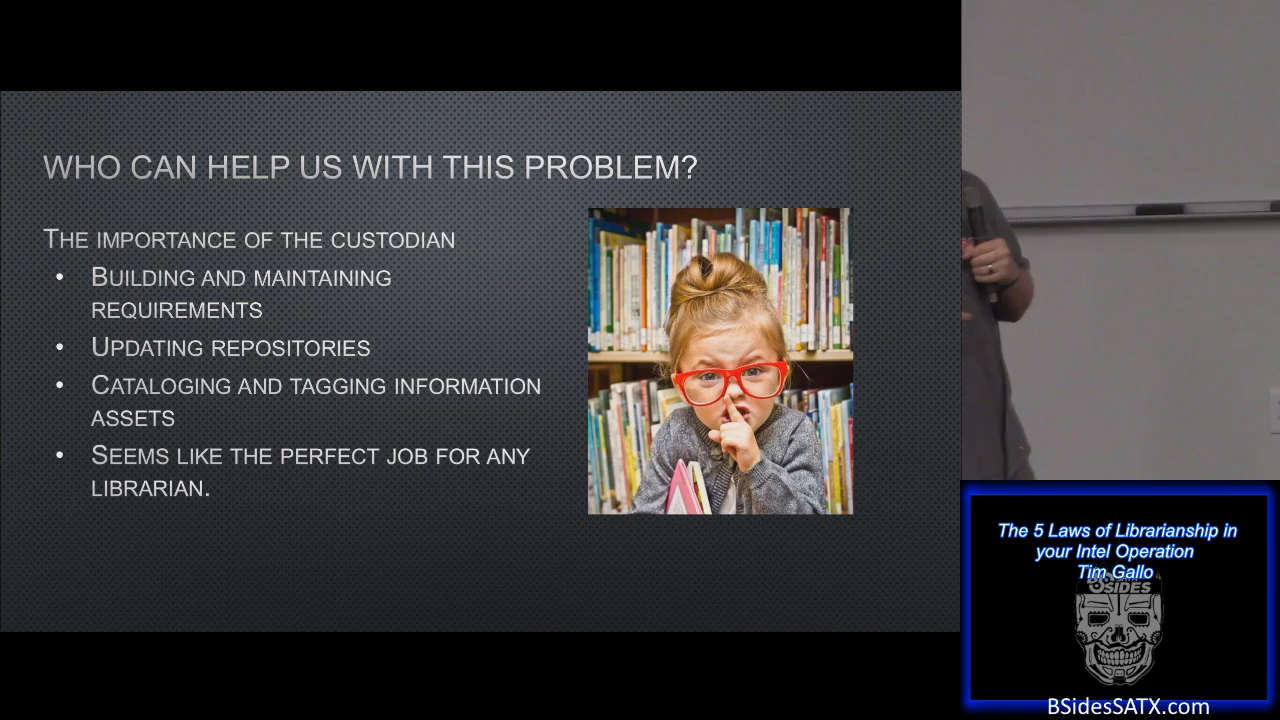 WHO CAN HELP US WITH THIS PROBLEM?
THE IMPORTANCE OF THE CUSTODIAN
• BUILDING AND MAINTAINING
REQUIREMENTS
• UPDATING REPOSITORIES
• CATALOGING AND TAGGING INFORMATION
ASSETS
• SEEMS LIKE THE PERFECT JOB FOR ANY
LIBRARIAN.
The 5 Laws of Librarianship in
your Intel Operation
Tim Gallo
BSIDES
BSidesSATX.com